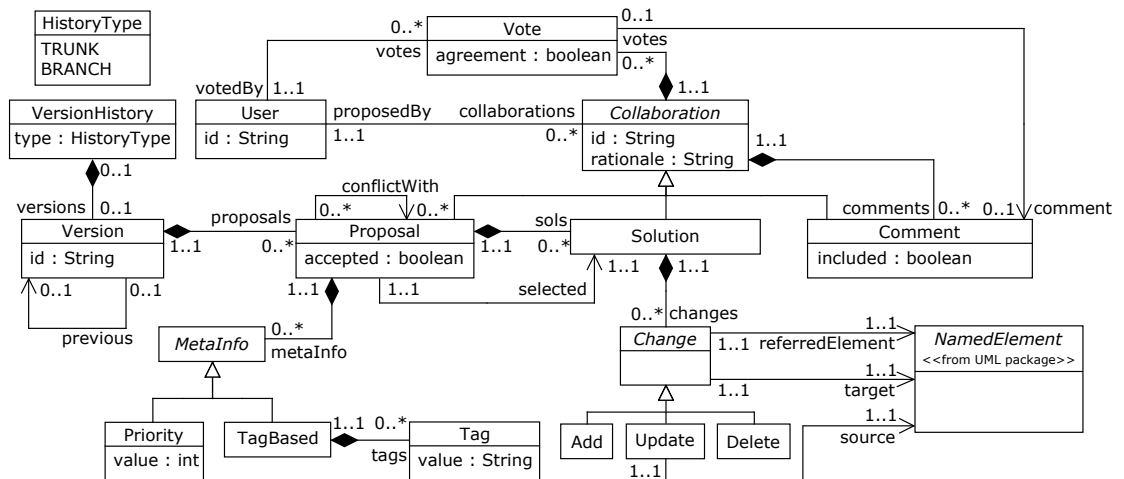 HistoryType
TRUNK
BRANCH
0..*
Vote
0..1
votes
agreement : boolean
votes
0..*
votedBy
1..1
1..1
VersionHistory
type : HistoryType
User
id : String
proposedBy
1..1
collaborations
0..*
Collaboration
id : String
rationale : String
1..1
0..1
versions
0..1
conflictWith
0..*
0..*
comments
0..*
0..1
comment
Version
id : String
proposals
1..1
0..*
Proposal
accepted : boolean
sols
1..1
0..*
Solution
Comment
included : boolean
0..1
0..1
previous
1..1
1..1
selected
1..1
1..1
0..*
metaInfo
MetaInfo
0..*
changes
Change
1..1
1..1
referredElement
NamedElement
<<from UML package>>
1..1
1..1
target
1..1
source
Priority
value : int
TagBased
1..1
0..*
tags
Tag
value : String
Add
Update
Delete
1..1